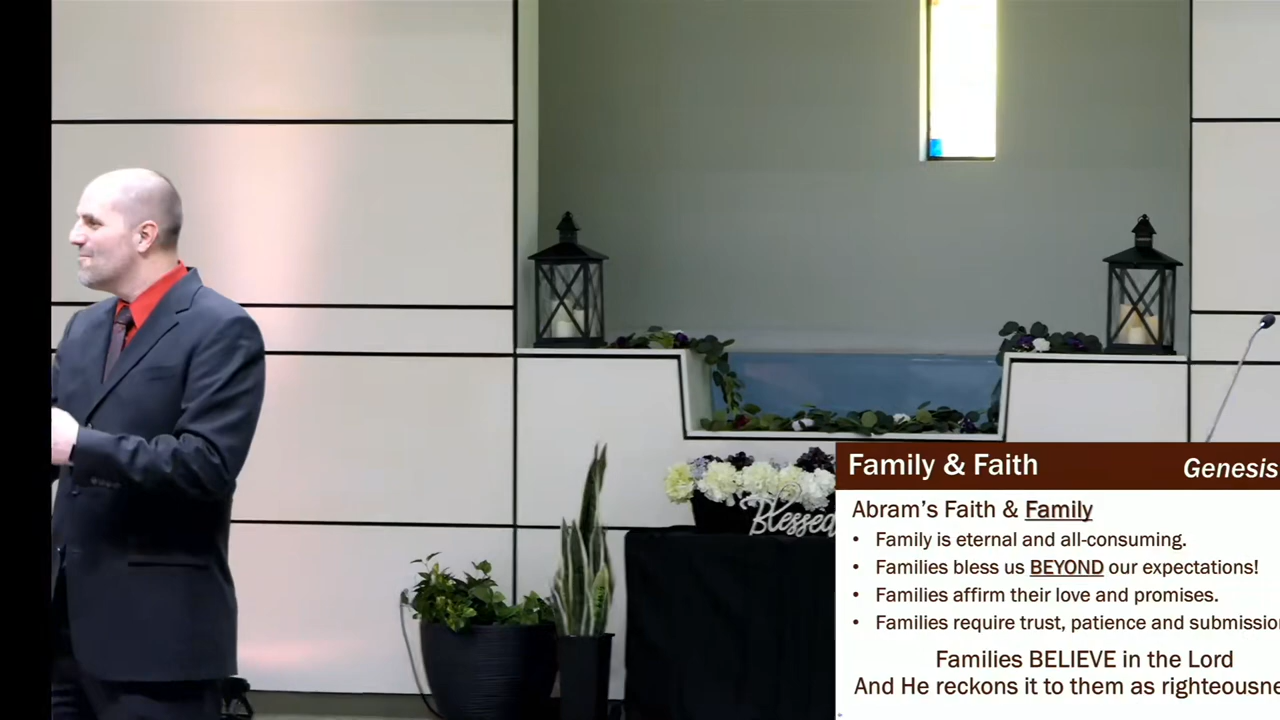 Family & Faith
Genesis
Abram's Faith & Family
• Family is eternal and all-consuming.
• Families bless us BEYOND our expectations!
• Families affirm their love and promises.
• Families require trust, patience and
Families BELIEVE in the Lord
And He reckons it to them as
Blessed